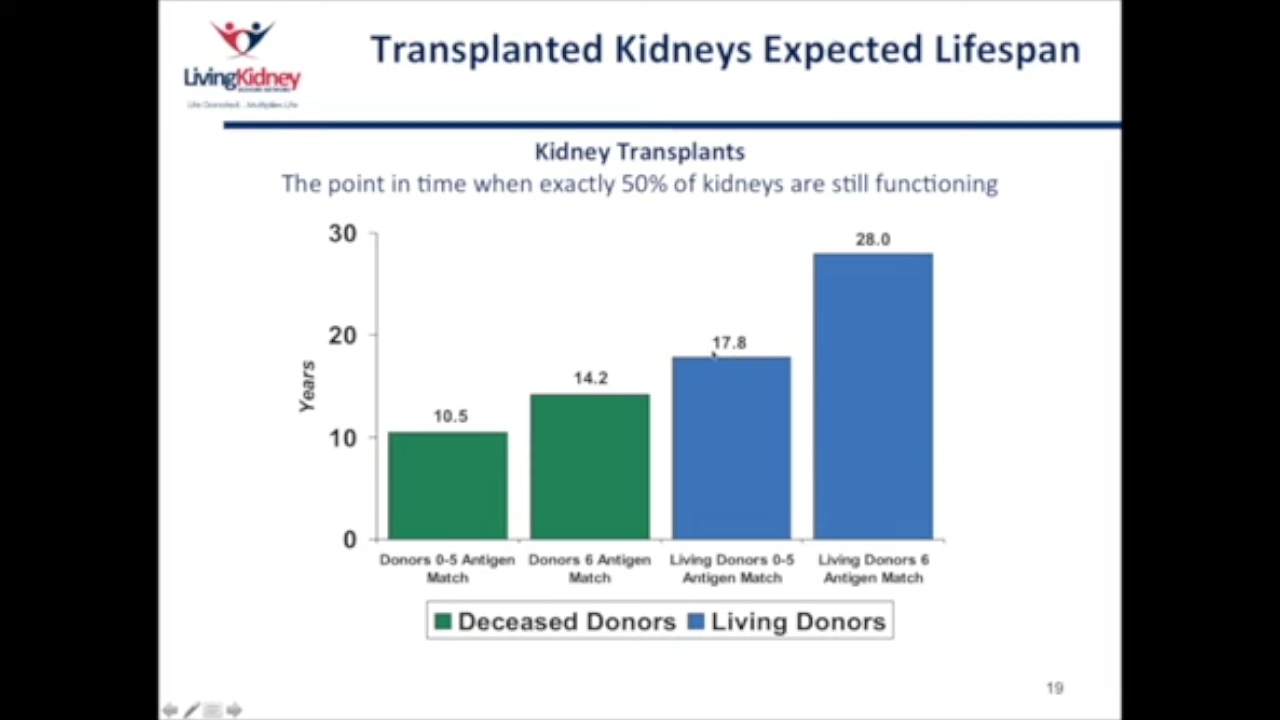 LivingKidney
Transplanted Kidneys Expected Lifespan
Kidney Transplants
The point in time when exactly 50% of kidneys are still functioning
30
20
10
0
Years
10.5
14.2
17.8
28.0
Donors 0-5 Antigen
Match
Donors 6 Antigen
Match
Living Donors 0-5
Antigen Match
Living Donors 6
Antigen Match
Deceased Donors
Living Donors
19